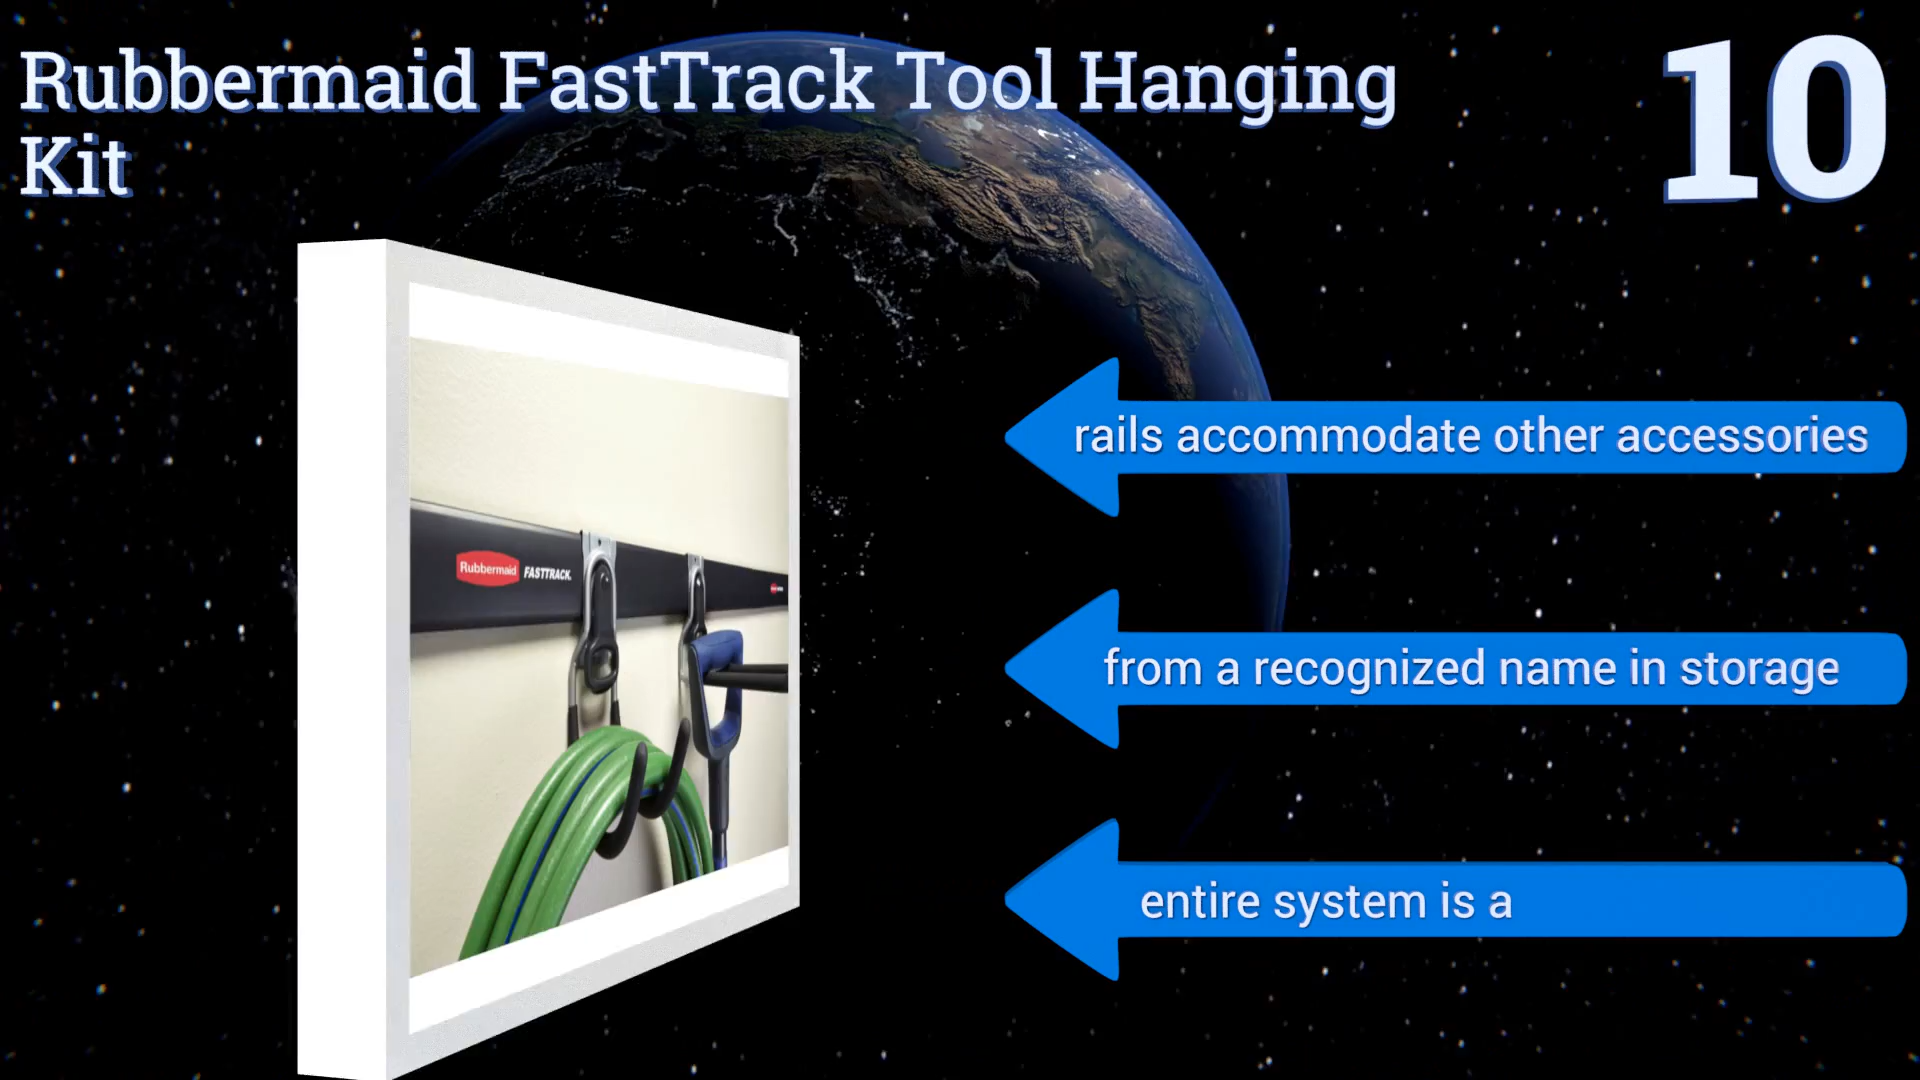 Rubbermaid FastTrack Tool Hanging
Kit
10
rails accommodate other accessories
Rubbermaid FASTTRACK.
from a recognized name in storage
entire system is a